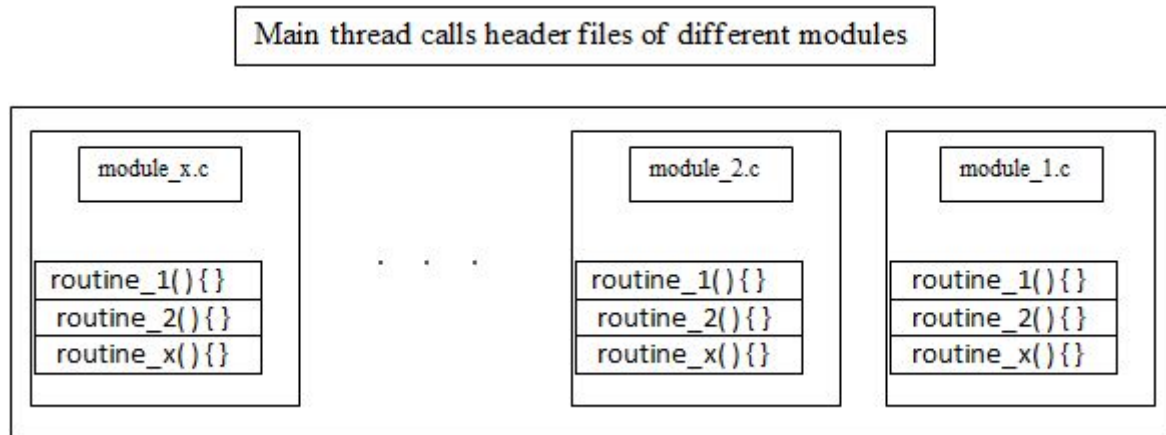 Main thread calls header files of different modules
module_x.c
module_2.c
module_1.c
. . .
routine_1(){}
routine_2(){}
routine_x(){}
routine_1(){}
routine_2(){}
routine_x(){}
routine_1(){}
routine_2(){}
routine_x(){}